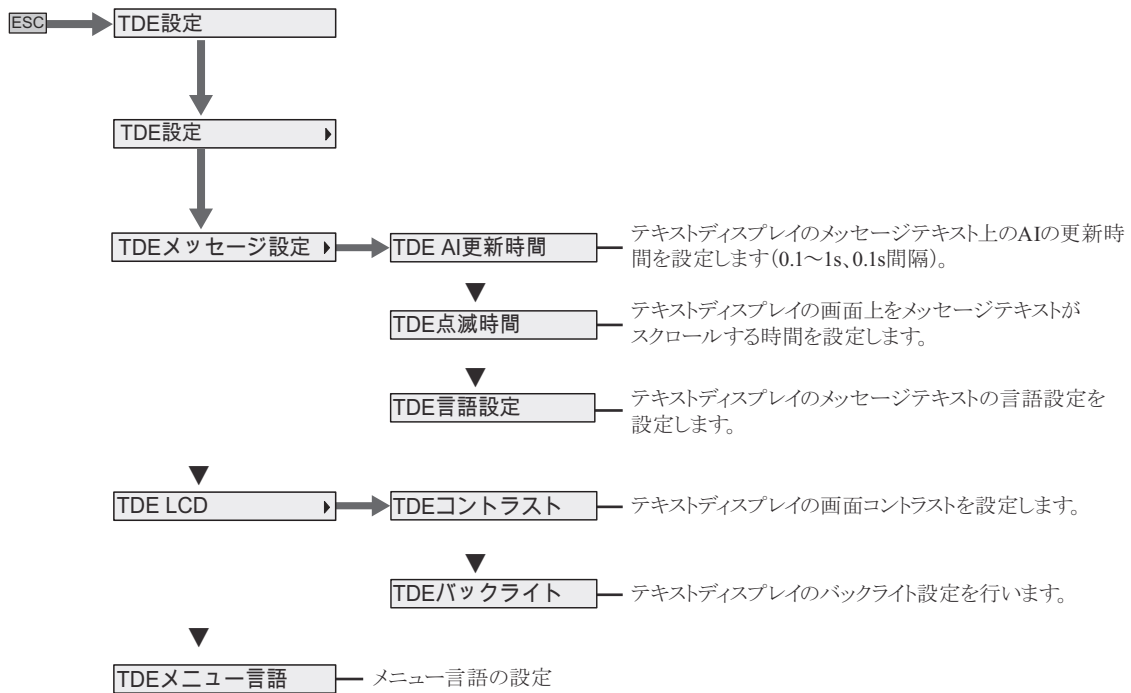 ESC
TDE設定
TDE設定
TDEメッセージ設定
TDE AI更新時間
テキストディスプレイのメッセージテキスト上のAIの更新時
間を設定します(0.1～1s、0.1s間隔)。
TDE点滅時間
テキストディスプレイの画面上をメッセージテキストが
スクロールする時間を設定します。
TDE言語設定
テキストディスプレイのメッセージテキストの言語設定を
設定します。
TDE LCD
TDEコントラスト
テキストディスプレイの画面コントラストを設定します。
TDEバックライト
テキストディスプレイのバックライト設定を行います。
TDEメニュー言語
メニュー言語の設定